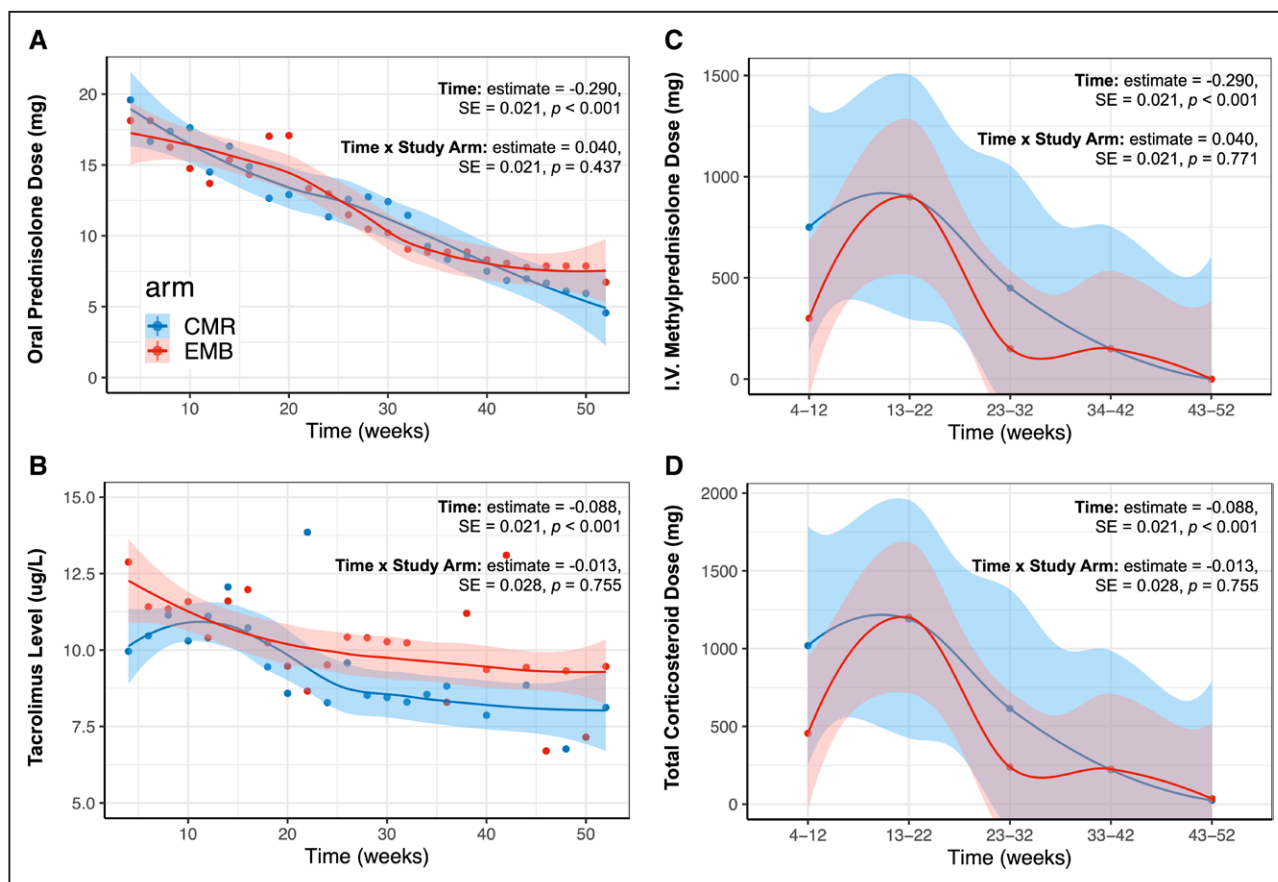 A
Oral Prednisolone Dose (mg)
20
15
10
5
0
Time: estimate = -0.290,
SE = 0.021, p < 0.001
Time x Study Arm: estimate = 0.040,
SE = 0.021, p = 0.437
arm
CMR
EMB
10 20 30 40 50
Time (weeks)
B
Tacrolimus Level (ug/L)
15.0
12.5
10.0
7.5
5.0
Time: estimate = -0.088,
SE = 0.021, p < 0.001
Time x Study Arm: estimate = -0.013,
SE = 0.028, p = 0.755
10 20 30 40 50
Time (weeks)
C
I.V. Methylprednisolone Dose (mg)
1500
1000
500
0
Time: estimate = -0.290,
SE = 0.021, p < 0.001
Time x Study Arm: estimate = 0.040,
SE = 0.021, p = 0.771
4–12 13–22 23–32 34–42 43–52
Time (weeks)
D
Total Corticosteroid Dose (mg)
2000
1500
1000
500
0
Time: estimate = -0.088,
SE = 0.021, p < 0.001
Time x Study Arm: estimate = -0.013,
SE = 0.028, p = 0.755
4–12 13–22 23–32 33–42 43–52
Time (weeks)